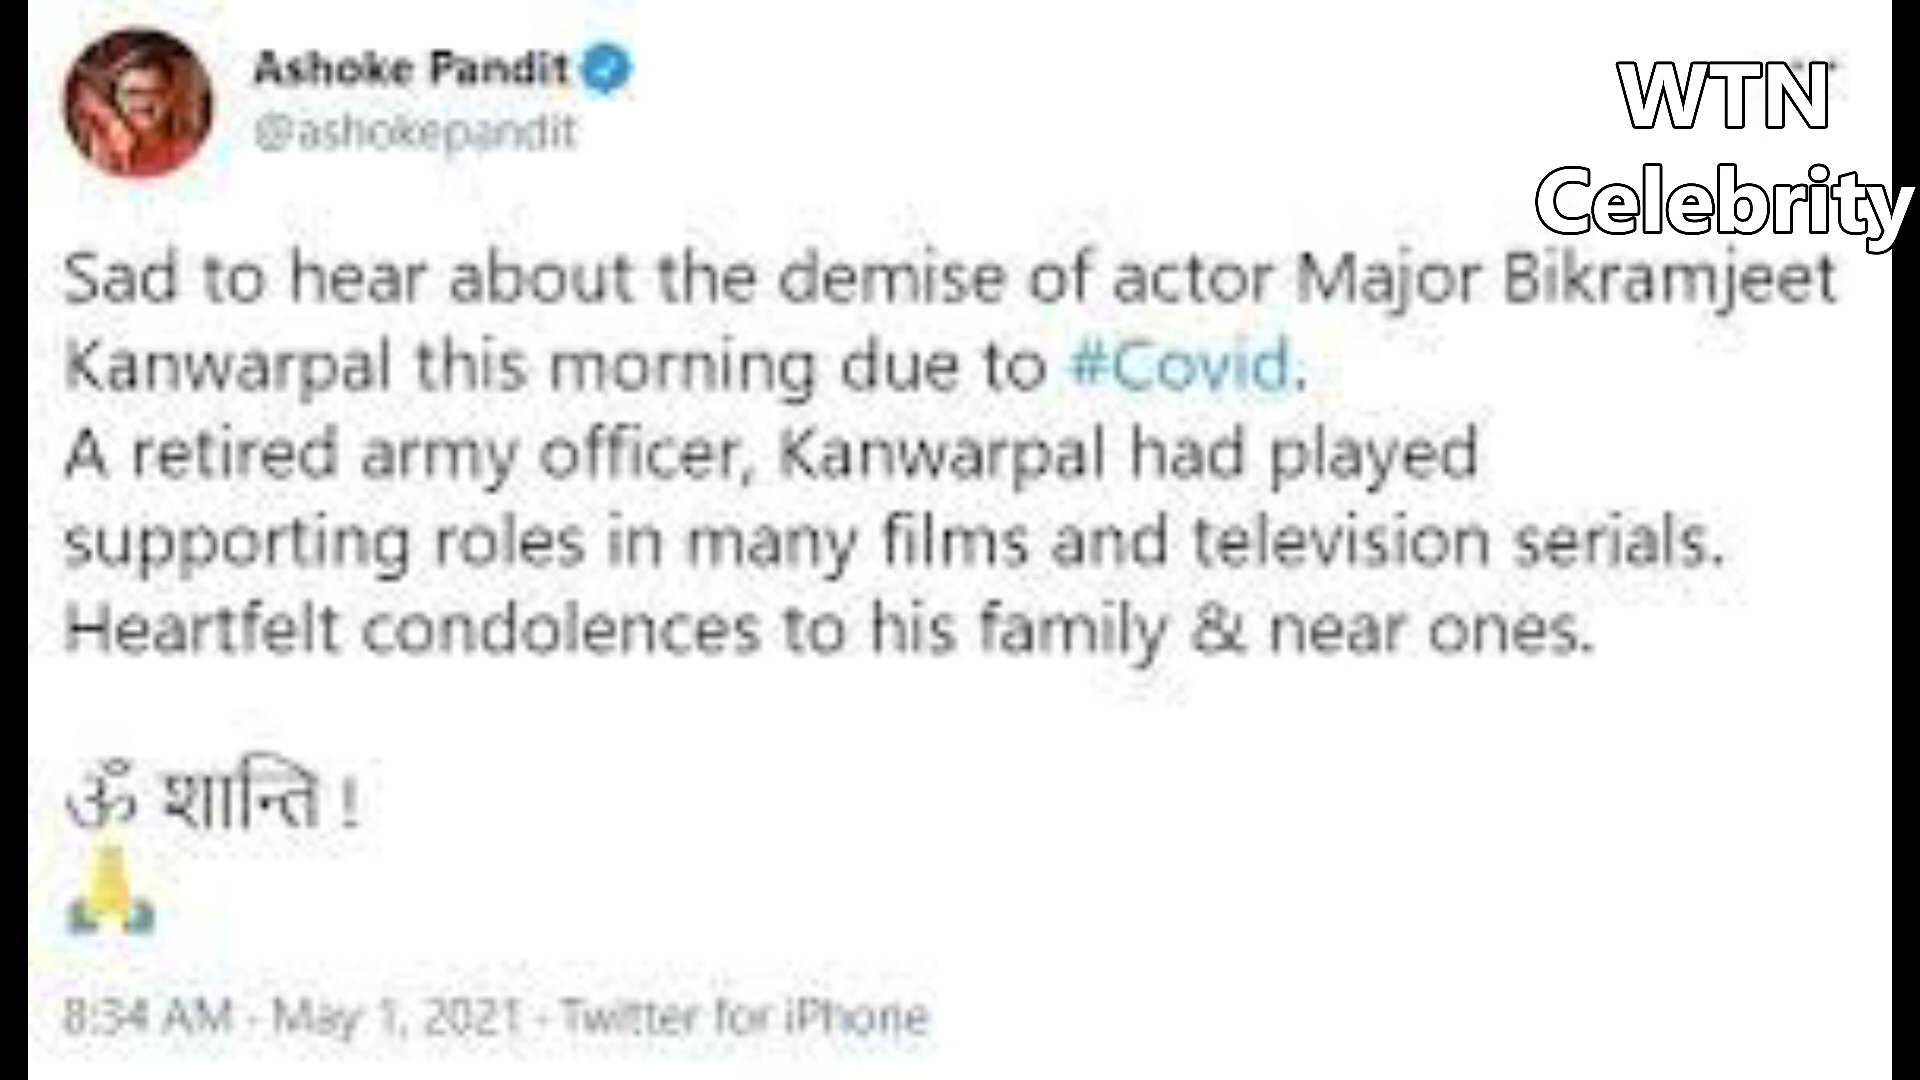 Ashoke Pandit
@ashokepandit
WTN
Celebrity
Sad to hear about the demise of actor Major Bikramjeet
Kanwarpal this morning due to #Covid.
A retired army officer, Kanwarpal had played
supporting roles in many films and television serials.
Heartfelt condolences to his family & near ones.
ॐ शान्ति !
🙏
8:34 AM · May 1, 2021 · Twitter for iPhone